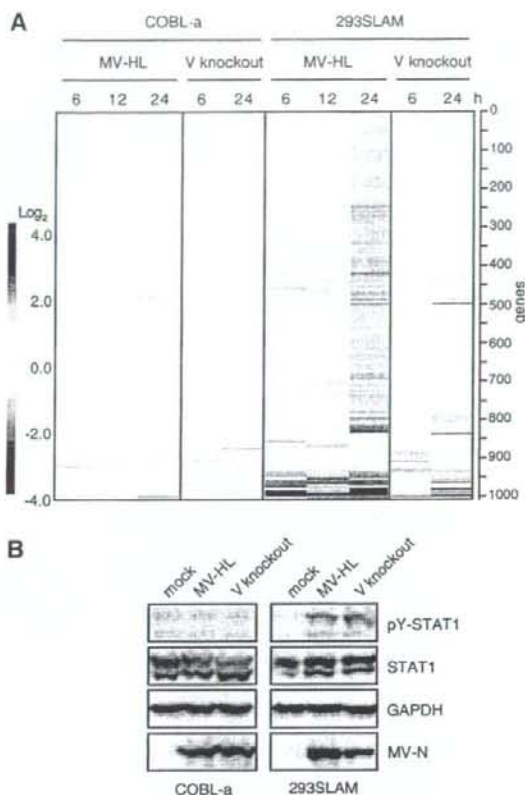 A
COBL-a 293SLAM
MV-HL V knockout MV-HL V knockout
6 12 24 6 24 6 12 24 6 24 h
0
100
200
300
400
500
600
700
800
900
1000
genes
Log2
4.0
2.0
0.0
-2.0
-4.0
B
mock MV-HL V knockout mock MV-HL V knockout
pY-STAT1
STAT1
GAPDH
MV-N
COBL-a 293SLAM